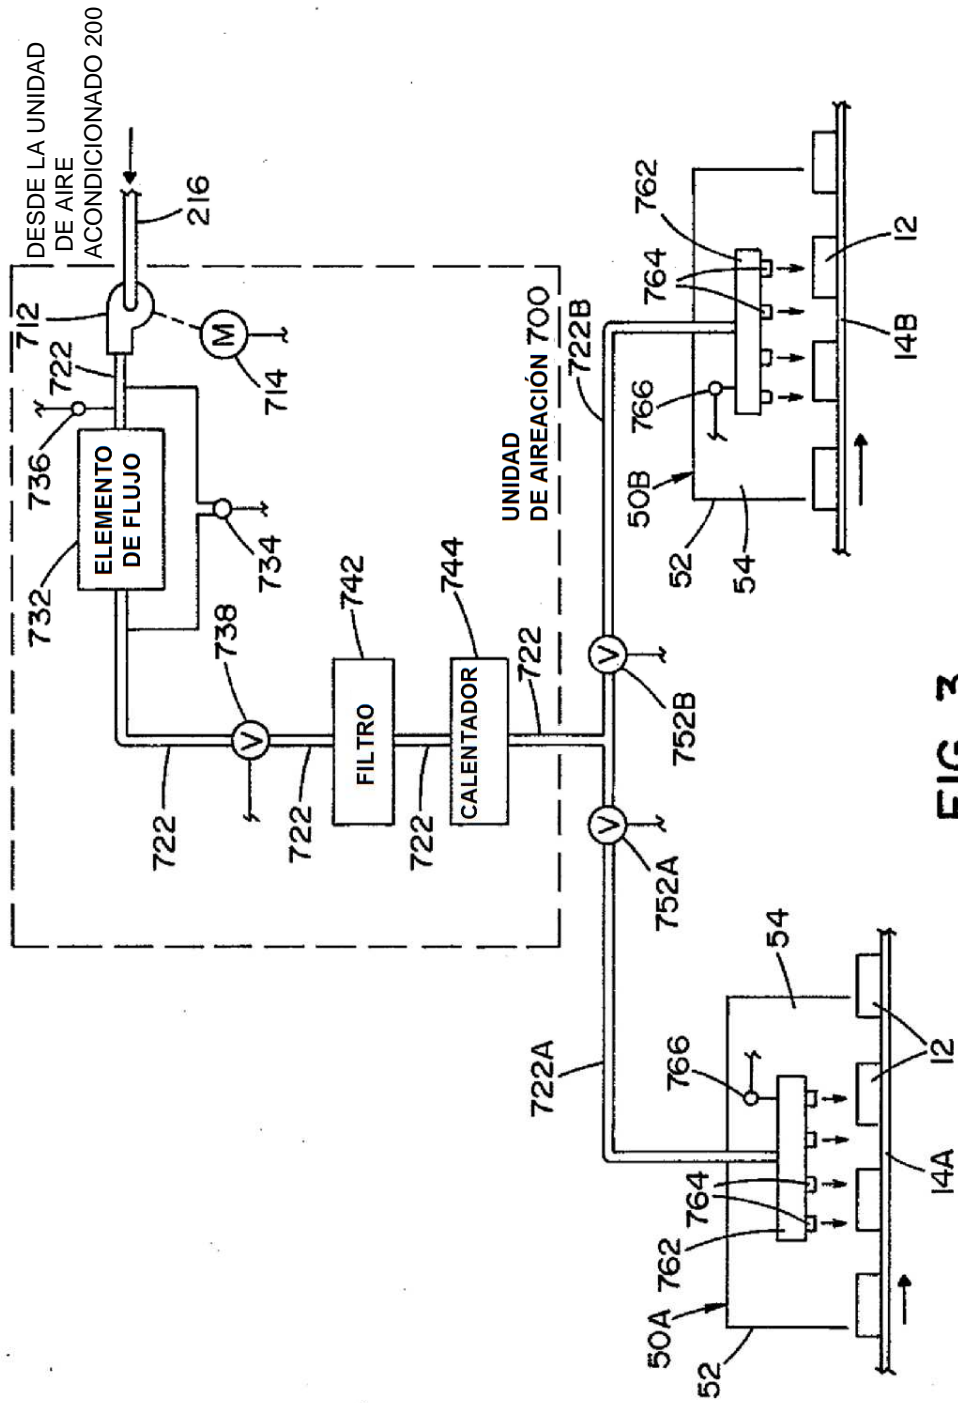 DESDE LA UNIDAD
DE AIRE
ACONDICIONADO 200
216
712
722
736
714
M
732
ELEMENTO
DE FLUJO
734
738
V
722
722
742
FILTRO
722
744
CALENTADOR
722
UNIDAD
DE AIREACIÓN 700
722A
722B
V
752A
V
752B
50A
52
54
762
764
766
12
14A
50B
52
54
766
764
762
12
14B
FIG. 3